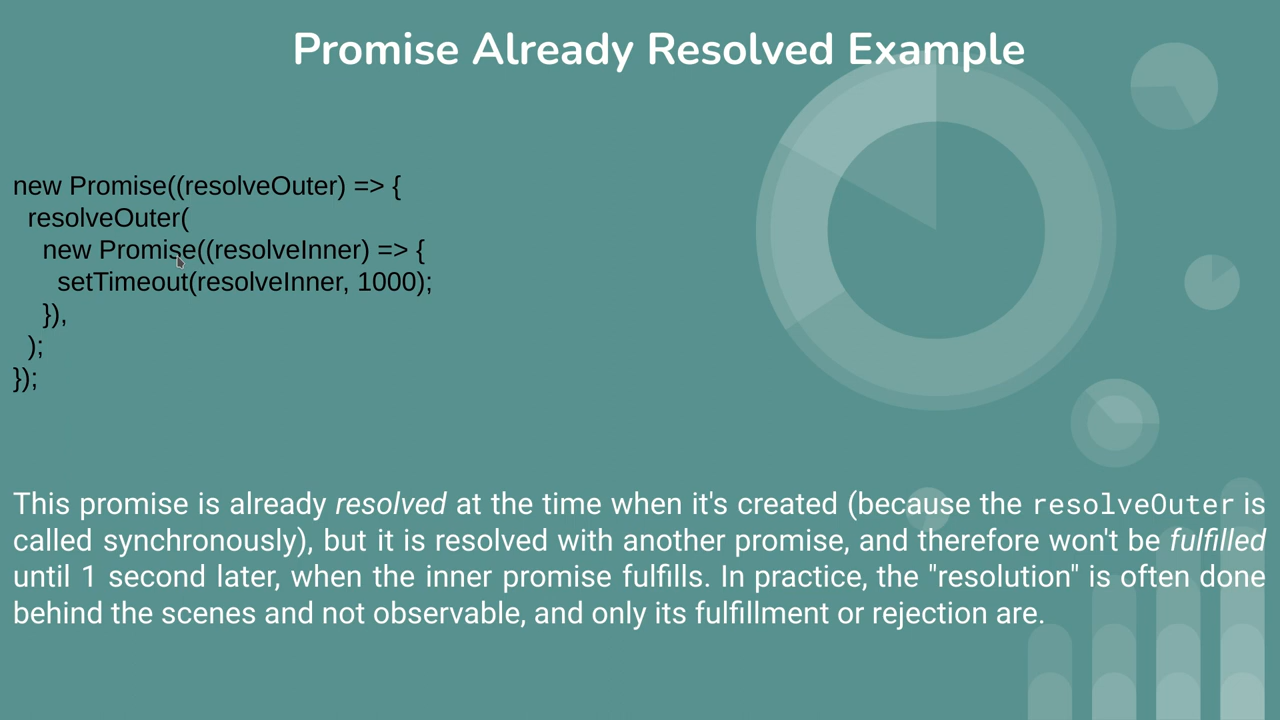 Promise Already Resolved Example
new Promise((resolveOuter) => {
  resolveOuter(
    new Promise((resolveInner) => {
      setTimeout(resolveInner, 1000);
    }),
  );
});
This promise is already resolved at the time when it's created (because the resolveOuter is
called synchronously), but it is resolved with another promise, and therefore won't be fulfilled
until 1 second later, when the inner promise fulfills. In practice, the "resolution" is often done
behind the scenes and not observable, and only its fulfillment or rejection are.